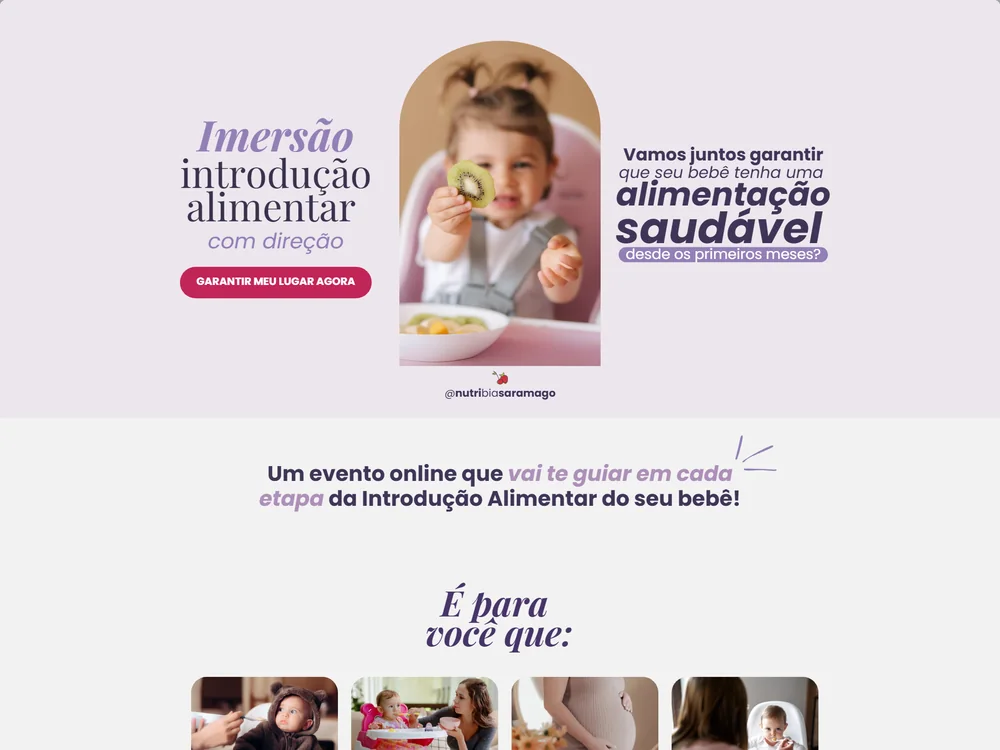 Imersão
introdução
alimentar
com direção
GARANTIR MEU LUGAR AGORA
Vamos juntos garantir
que seu bebê tenha uma
alimentação
saudável
desde os primeiros meses?
@nutribiasaramago
Um evento online que vai te guiar em cada
etapa da Introdução Alimentar do seu bebê!
É para
você que: